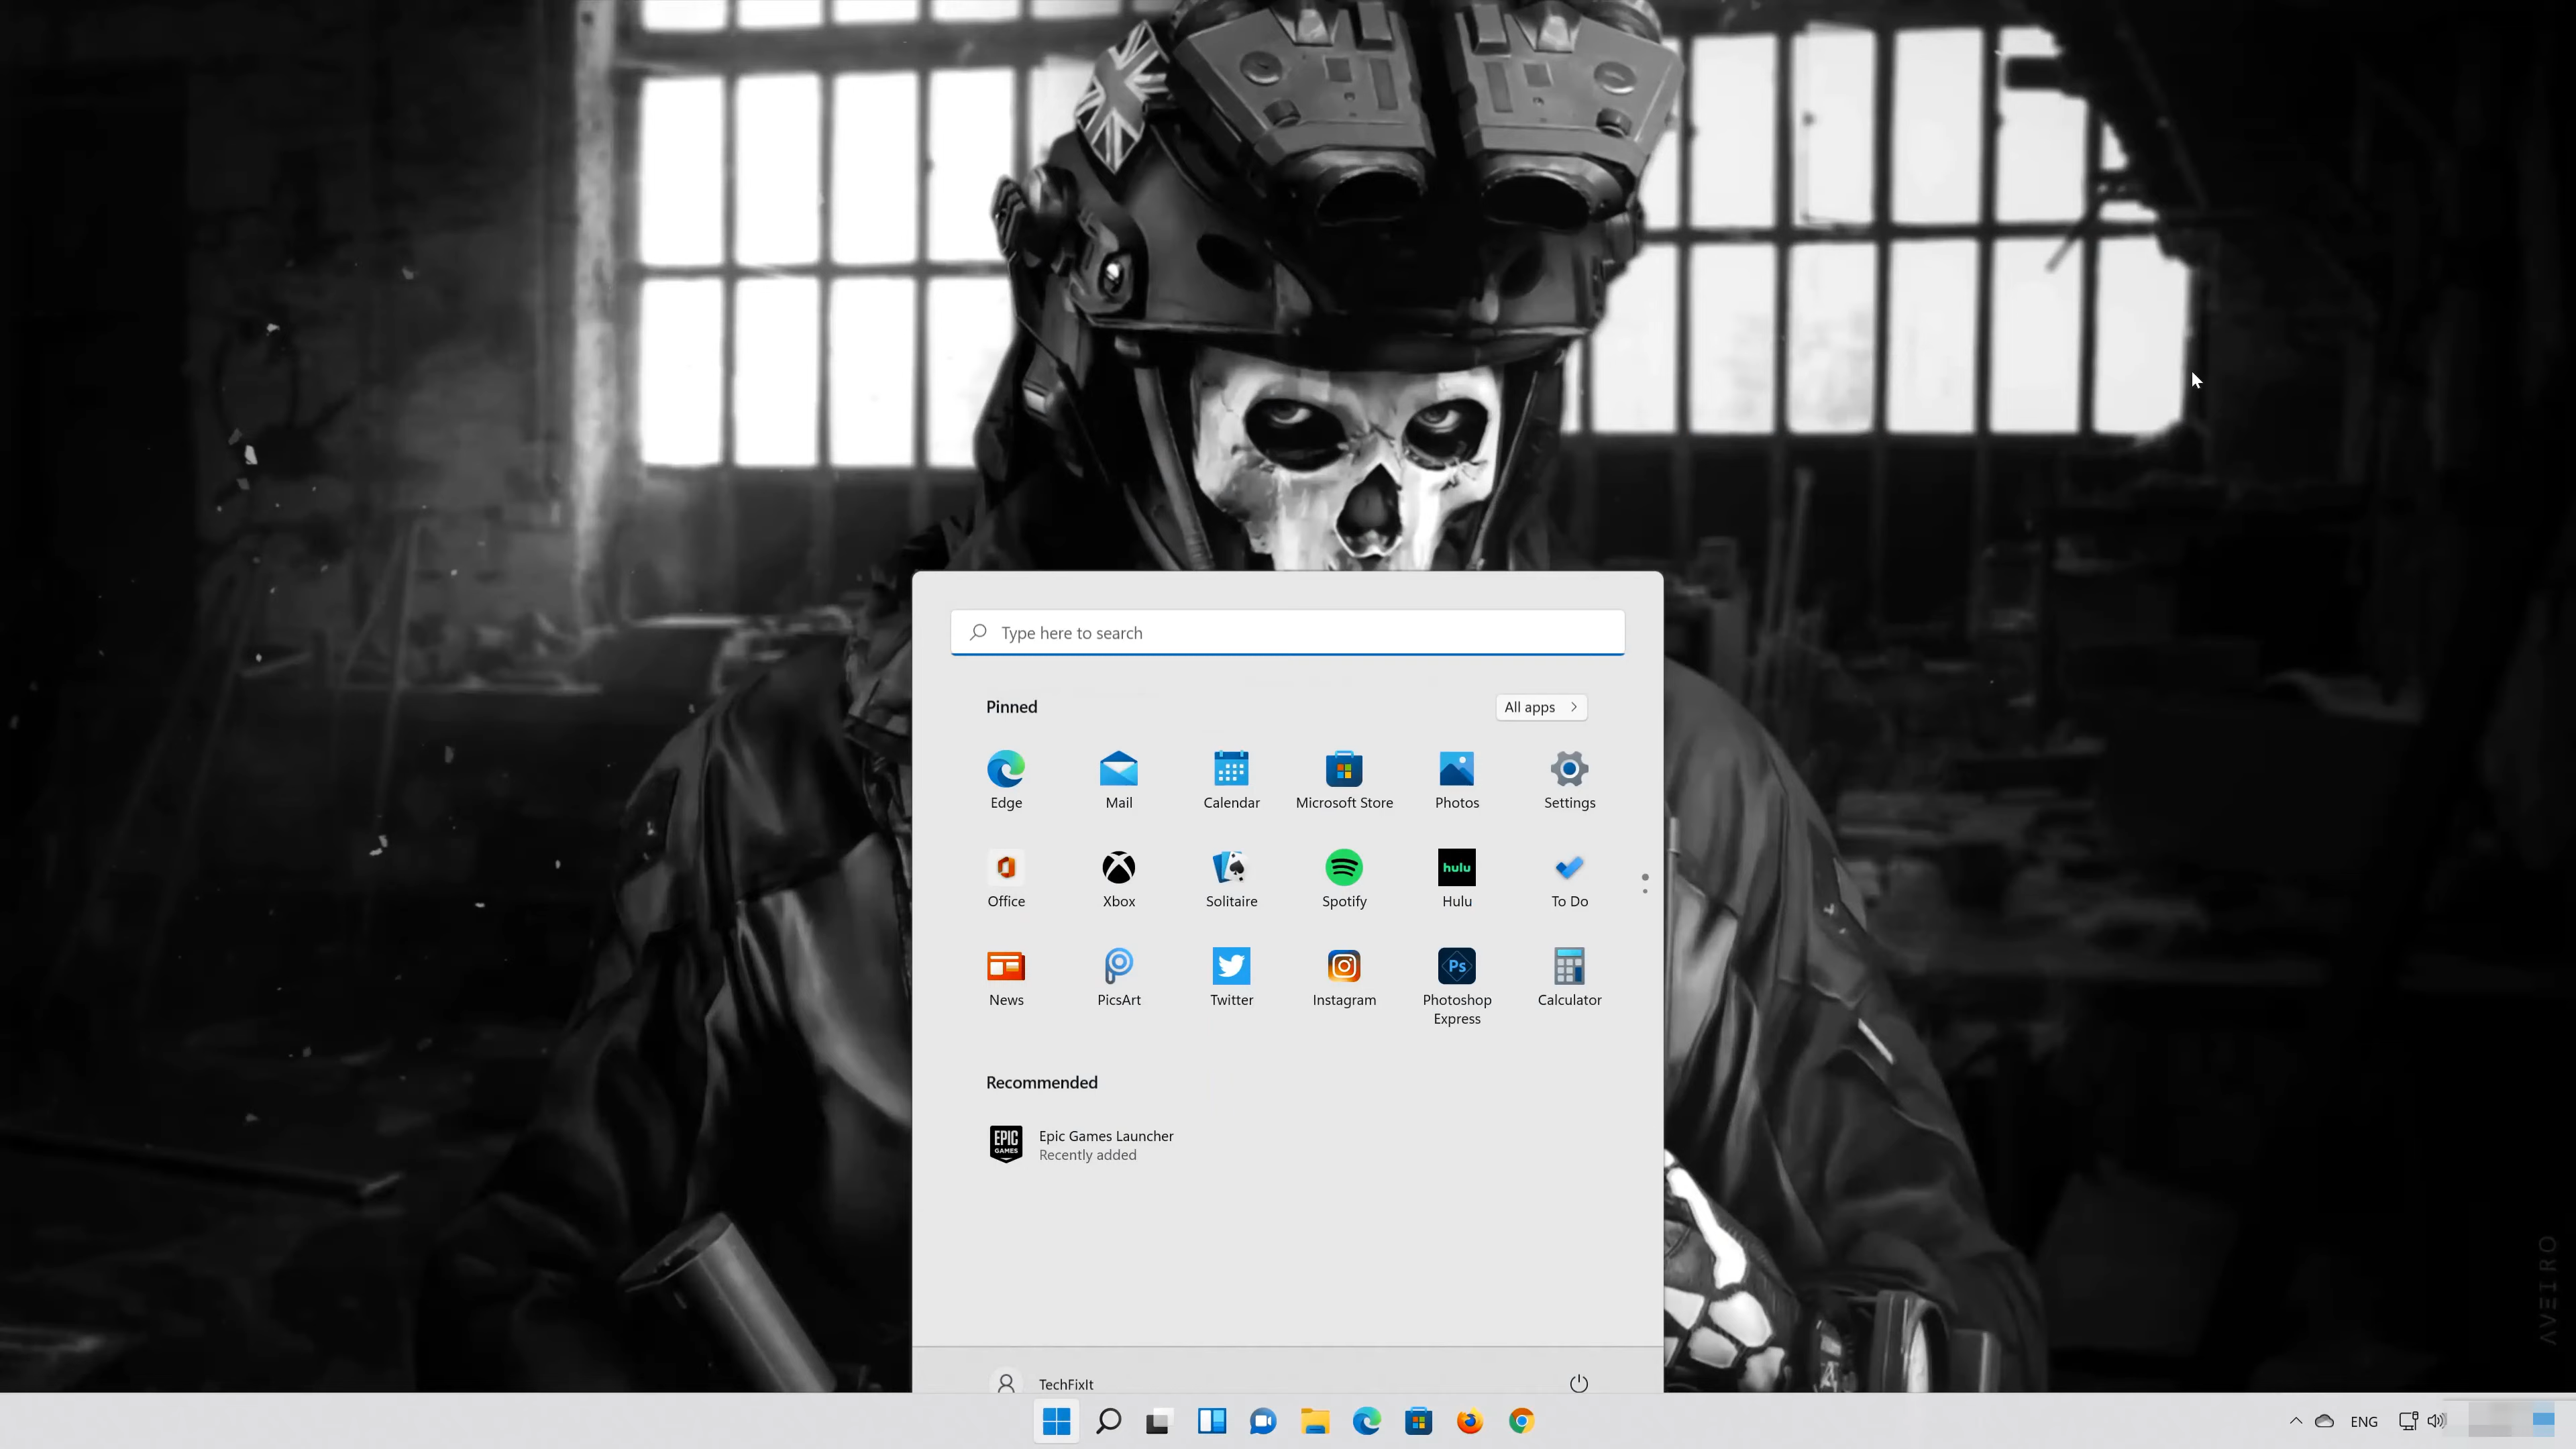 Type here to search
Pinned
All apps
Edge
Mail
Calendar
Microsoft Store
Photos
Settings
hulu
Office
Xbox
Solitaire
Spotify
Hulu
To Do
Ps
News
PicsArt
Twitter
Instagram
Photoshop
Express
Calculator
Recommended
EPIC
GAMES
Epic Games Launcher
Recently added
TechFixIt
ENG
AVEIRO